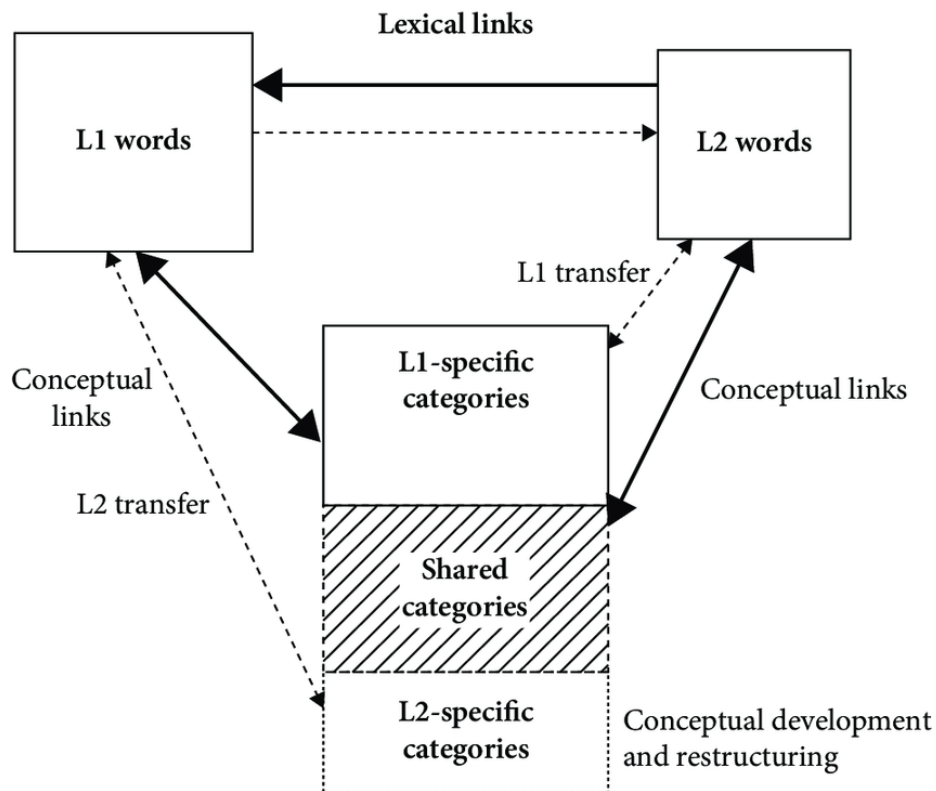 Lexical links
L1 words
L2 words
L1 transfer
L1-specific
categories
Conceptual
links
Conceptual links
L2 transfer
Shared
categories
L2-specific
categories
Conceptual development
and restructuring